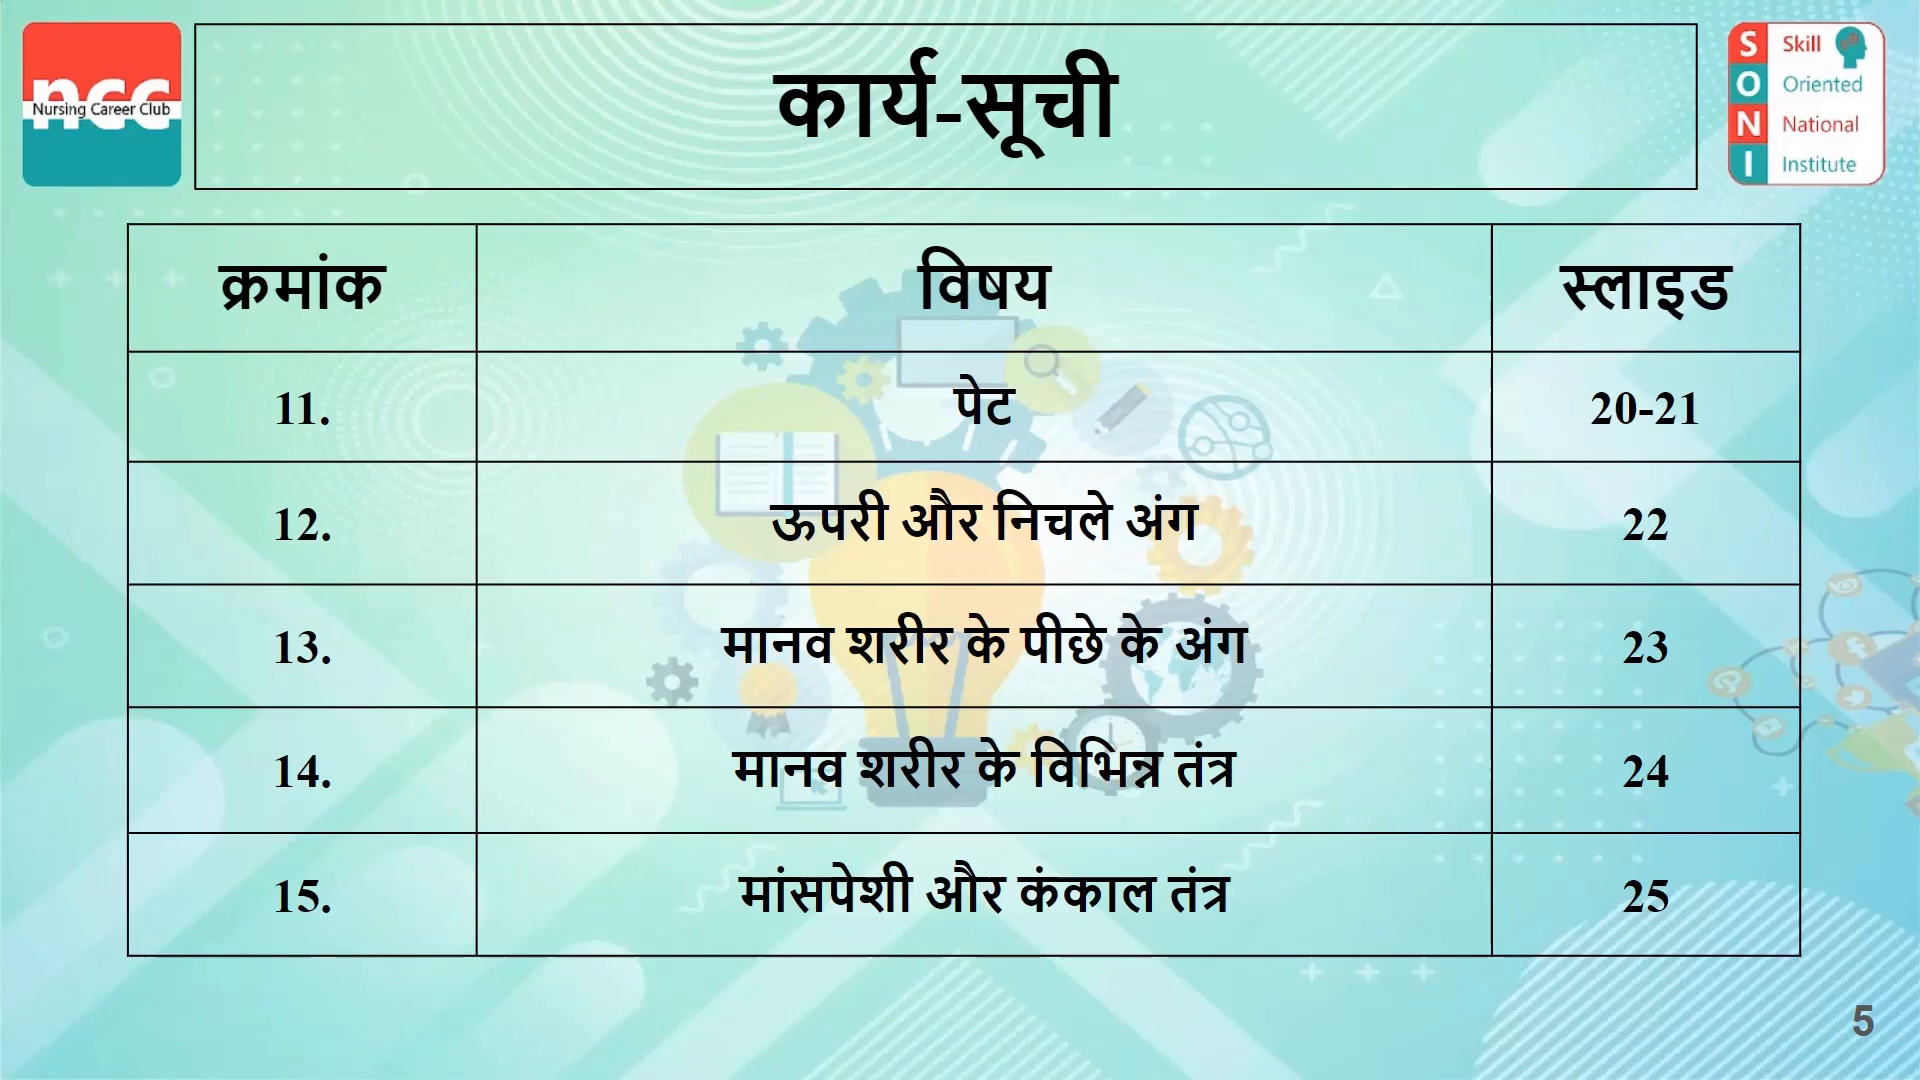 ncc
Nursing Career Club
कार्य-सूची
S Skill
O Oriented
N National
I Institute
क्रमांक विषय स्लाइड
11. पेट 20-21
12. ऊपरी और निचले अंग 22
13. मानव शरीर के पीछे के अंग 23
14. मानव शरीर के विभिन्न तंत्र 24
15. मांसपेशी और कंकाल तंत्र 25
5